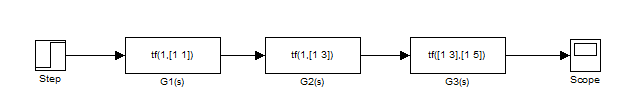 tf(1,[1 1])
tf(1,[1 3])
tf([1 3],[1 5])
Step
G1(s)
G2(s)
G3(s)
Scope